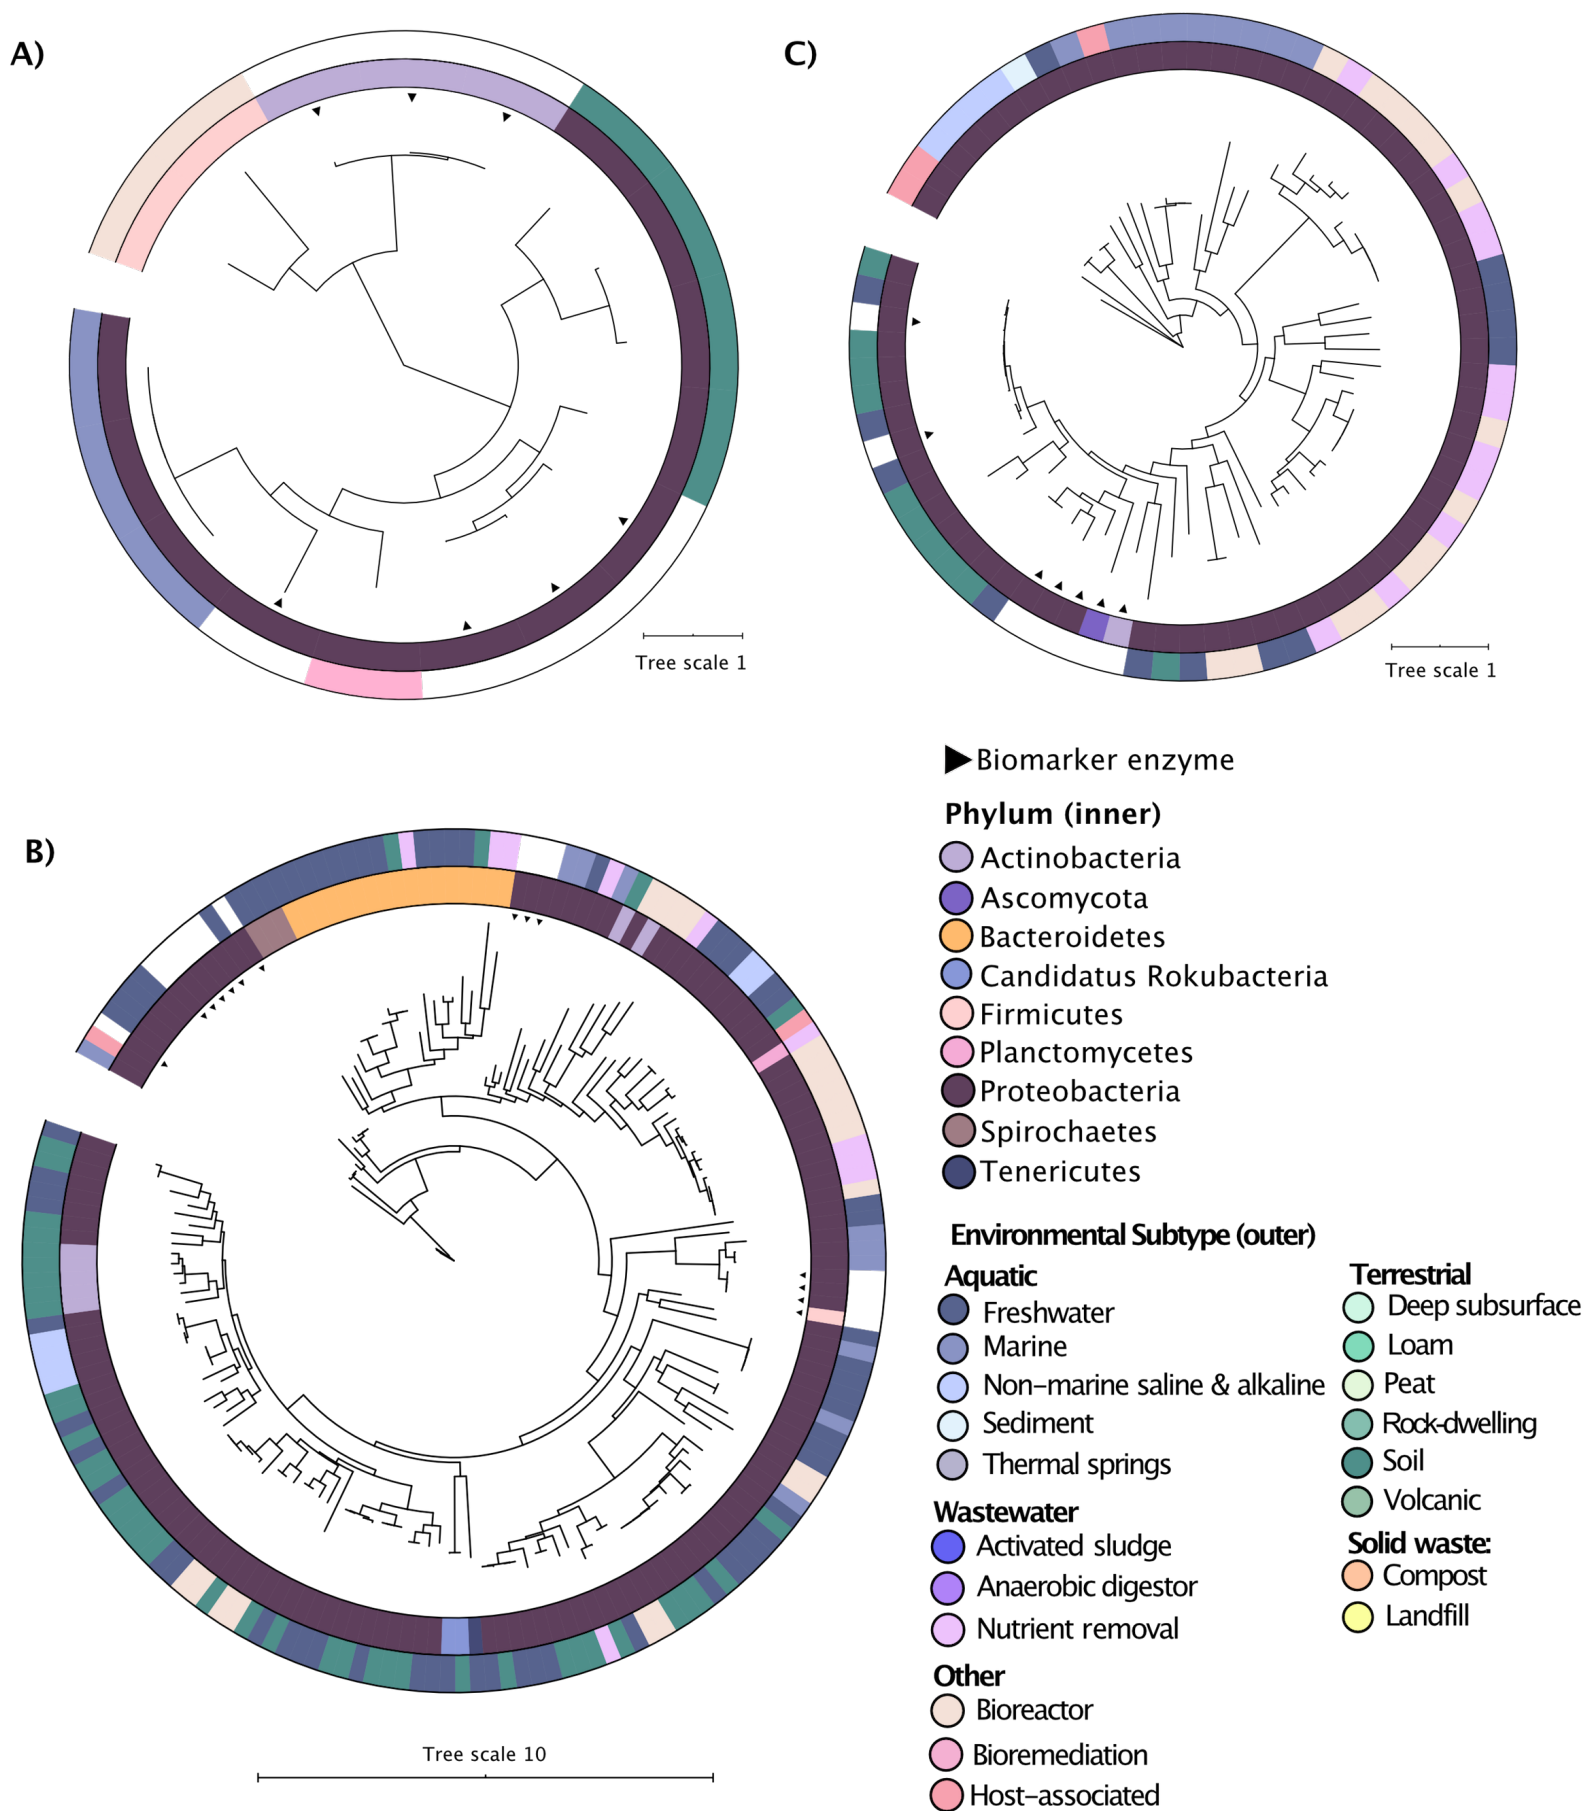 A)
C)
Tree scale 1
Tree scale 1
Biomarker enzyme
Phylum (inner)
Actinobacteria
Ascomycota
Bacteroidetes
Candidatus Rokubacteria
Firmicutes
Planctomycetes
Proteobacteria
Spirochaetes
Tenericutes
B)
Tree scale 10
Environmental Subtype (outer)
Aquatic
Freshwater
Marine
Non-marine saline & alkaline
Sediment
Thermal springs
Wastewater
Activated sludge
Anaerobic digestor
Nutrient removal
Other
Bioreactor
Bioremediation
Host-associated
Terrestrial
Deep subsurface
Loam
Peat
Rock-dwelling
Soil
Volcanic
Solid waste:
Compost
Landfill